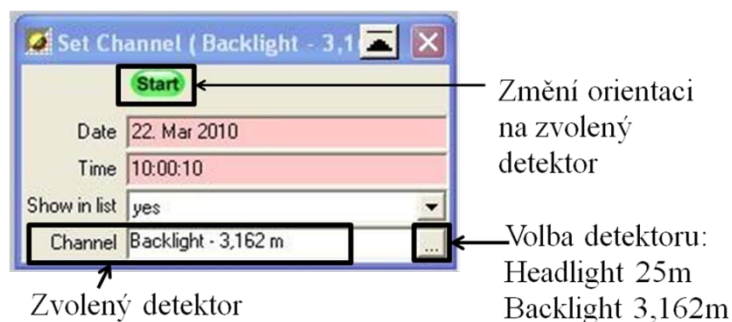 Set Channel ( Backlight - 3,1
Start
Date 22. Mar 2010
Time 10:00:10
Show in list yes
Channel Backlight - 3,162 m ...
Změní orientaci
na zvolený
detektor
Volba detektoru:
Headlight 25m
Backlight 3,162m
Zvolený detektor